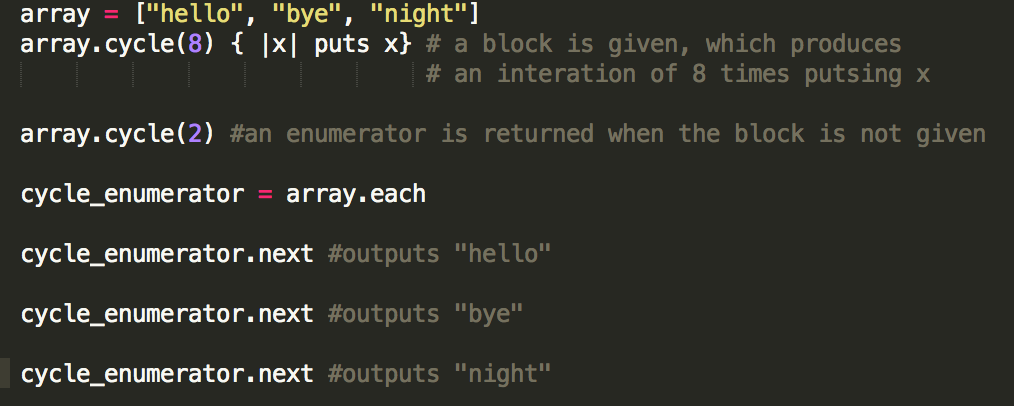 array = ["hello", "bye", "night"]
array.cycle(8) { |x| puts x} # a block is given, which produces
# an interation of 8 times putsing x
array.cycle(2) #an enumerator is returned when the block is not given
cycle_enumerator = array.each
cycle_enumerator.next #outputs "hello"
cycle_enumerator.next #outputs "bye"
cycle_enumerator.next #outputs "night"